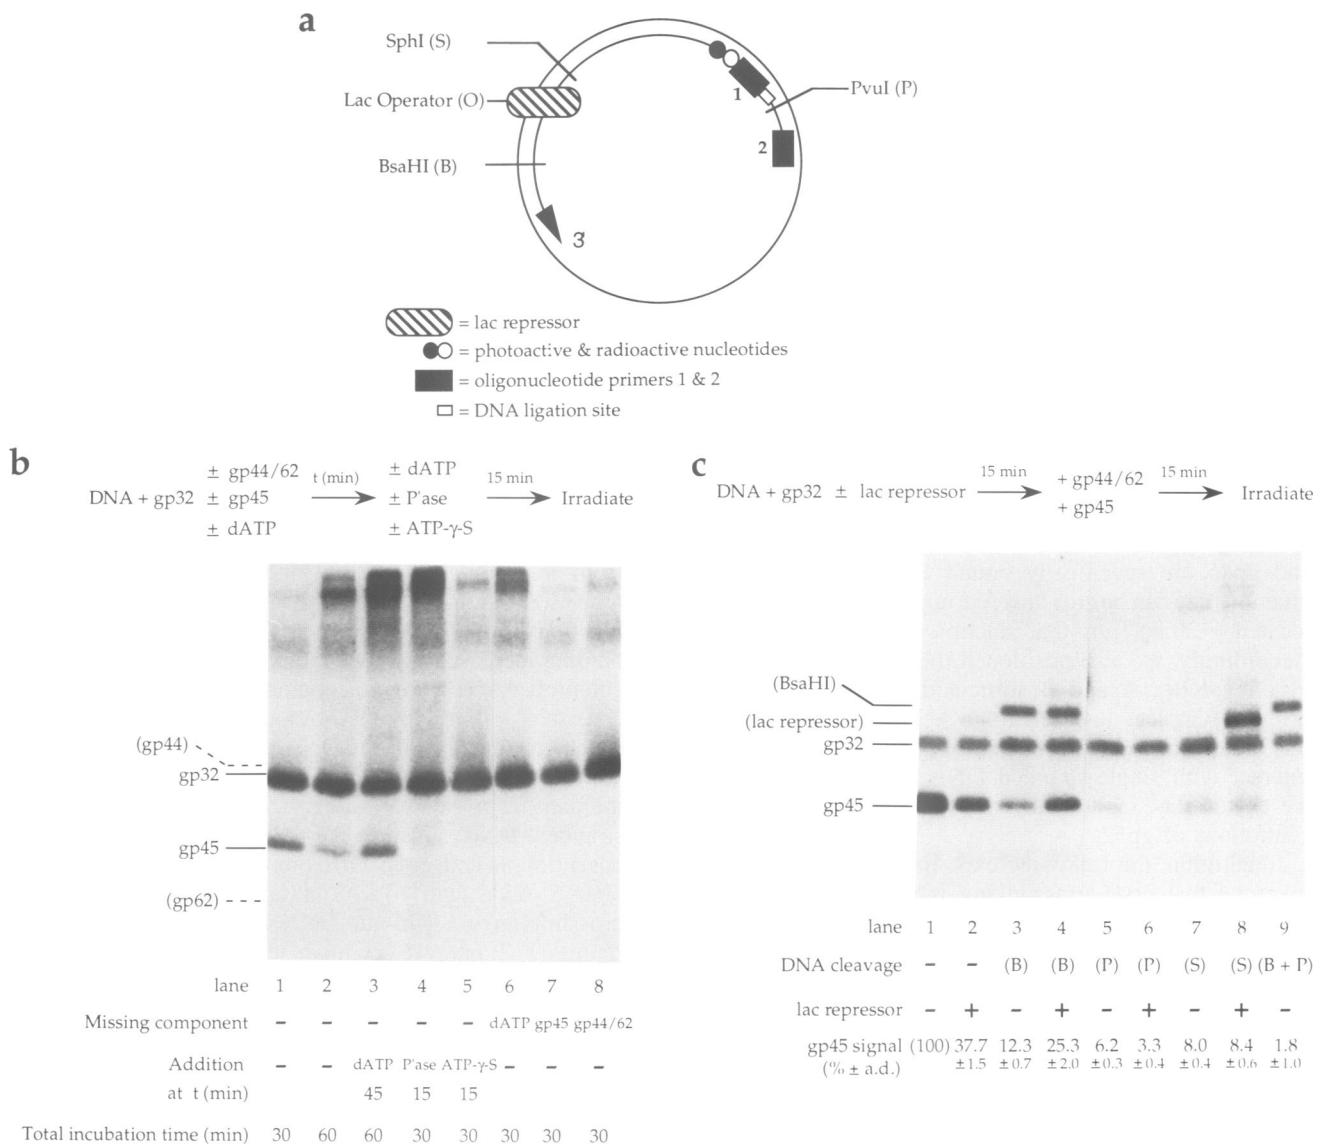 a
SphI (S)
Lac Operator (O)
BsaHI (B)
PvuI (P)
1
2
3'
= lac repressor
= photoactive & radioactive nucleotides
= oligonucleotide primers 1 & 2
= DNA ligation site
b
DNA + gp32
± gp44/62
± gp45
± dATP
t (min)
± dATP
± P'ase
± ATP-γ-S
15 min
Irradiate
(gp44)
gp32
gp45
(gp62)
lane 1 2 3 4 5 6 7 8
Missing component – – – – – dATP gp45 gp44/62
Addition – – dATP P'ase ATP-γ-S – – –
at t (min) 45 15 15
Total incubation time (min) 30 60 60 30 30 30 30 30
c
DNA + gp32 ± lac repressor
15 min
+ gp44/62
+ gp45
15 min
Irradiate
(BsaHI)
(lac repressor)
gp32
gp45
lane 1 2 3 4 5 6 7 8 9
DNA cleavage – – (B) (B) (P) (P) (S) (S) (B + P)
lac repressor – + – + – + – + –
gp45 signal (100) 37.7 12.3 25.3 6.2 3.3 8.0 8.4 1.8
(% ± a.d.) ±1.5 ±0.7 ±2.0 ±0.3 ±0.4 ±0.4 ±0.6 ±1.0